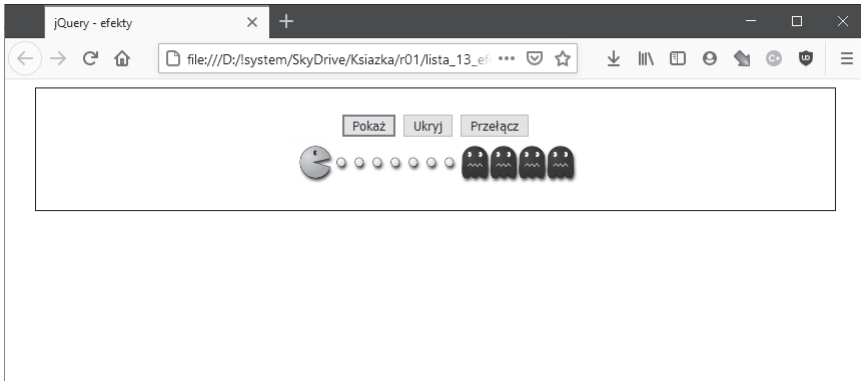 jQuery - efekty
file:///D:/!system/SkyDrive/Ksiazka/r01/lista_13_ef
Pokaż Ukryj Przełącz